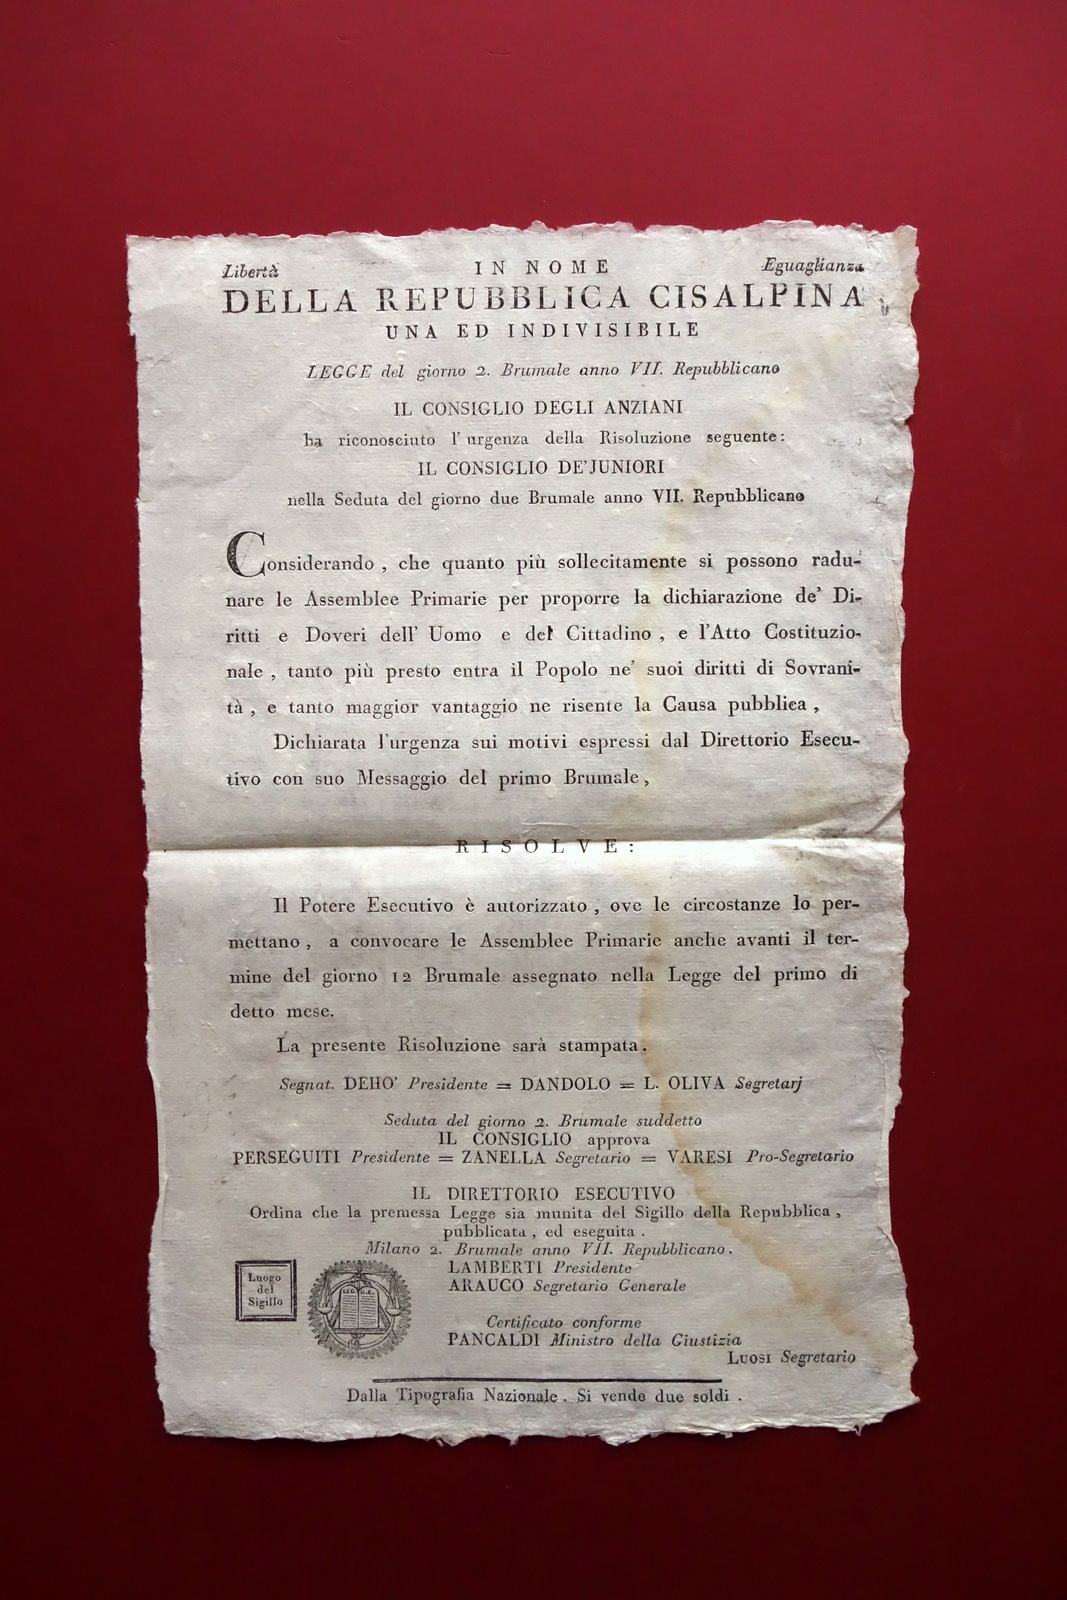 Libertà IN NOME Eguaglianza
DELLA REPUBBLICA CISALPINA
UNA ED INDIVISIBILE
LEGGE del giorno 2. Brumale anno VII. Repubblicano
IL CONSIGLIO DEGLI ANZIANI
ha riconosciuto l'urgenza della Risoluzione seguente:
IL CONSIGLIO DE' JUNIORI
nella Seduta del giorno due Brumale anno VII. Repubblicano
Considerando, che quanto più sollecitamente si possono radu-
nare le Assemblee Primarie per proporre la dichiarazione de' Di-
ritti e Doveri dell' Uomo e del Cittadino, e l'Atto Costituzio-
nale, tanto più presto entra il Popolo ne' suoi diritti di Sovrani-
tà, e tanto maggior vantaggio ne risente la Causa pubblica,
Dichiarata l'urgenza sui motivi espressi dal Direttorio Esecu-
tivo con suo Messaggio del primo Brumale,
RISOLVE:
Il Potere Esecutivo è autorizzato, ove le circostanze lo per-
mettano, a convocare le Assemblee Primarie anche avanti il ter-
mine del giorno 12 Brumale assegnato nella Legge del primo di
detto mese.
La presente Risoluzione sarà stampata.
Segnat. DEHO' Presidente = DANDOLO = L. OLIVA Segretarj
Seduta del giorno 2. Brumale suddetto
IL CONSIGLIO approva
PERSEGUITI Presidente = ZANELLA Segretario = VARESI Pro-Segretario
IL DIRETTORIO ESECUTIVO
Ordina che la premessa Legge sia munita del Sigillo della Repubblica,
pubblicata, ed eseguita.
Milano 2. Brumale anno VII. Repubblicano.
LAMBERTI Presidente
ARAUCO Segretario Generale
Luogo
del
Sigillo
Certificato conforme
PANCALDI Ministro della Giustizia
LUOSI Segretario
Dalla Tipografia Nazionale. Si vende due soldi.